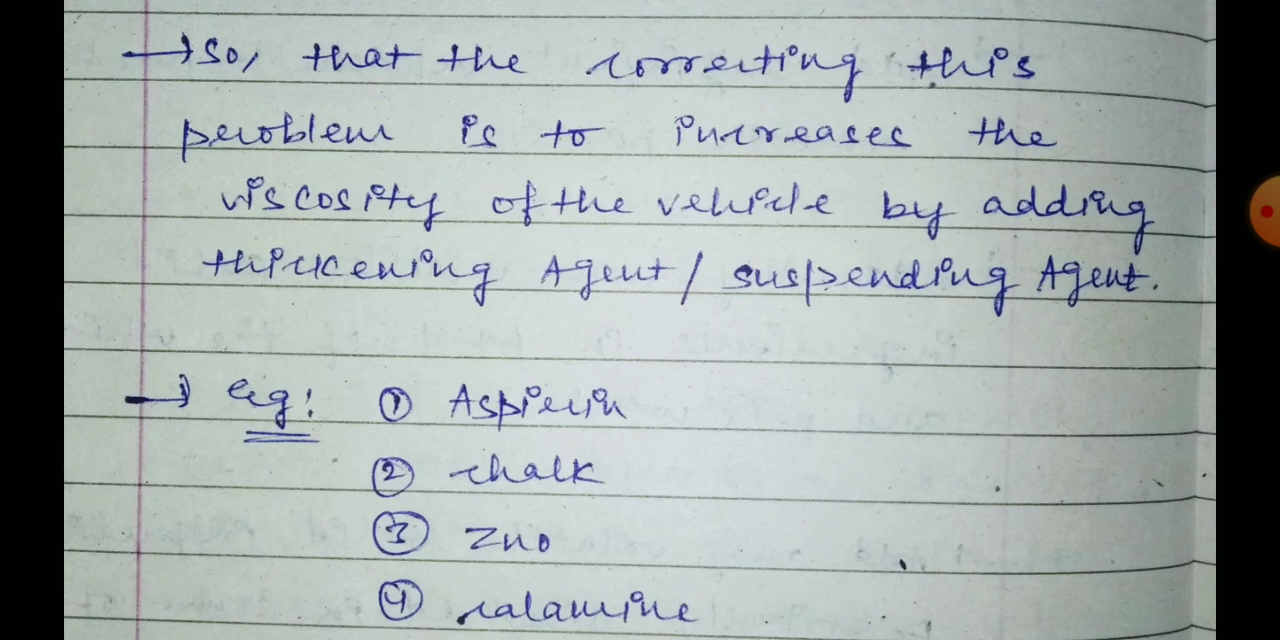 → So, that the correcting this
problem is to increases the
viscosity of the vehicle by adding
thickening Agent / suspending Agent.
→ eg: ① Aspirin
② chalk
③ ZnO
④ calamine